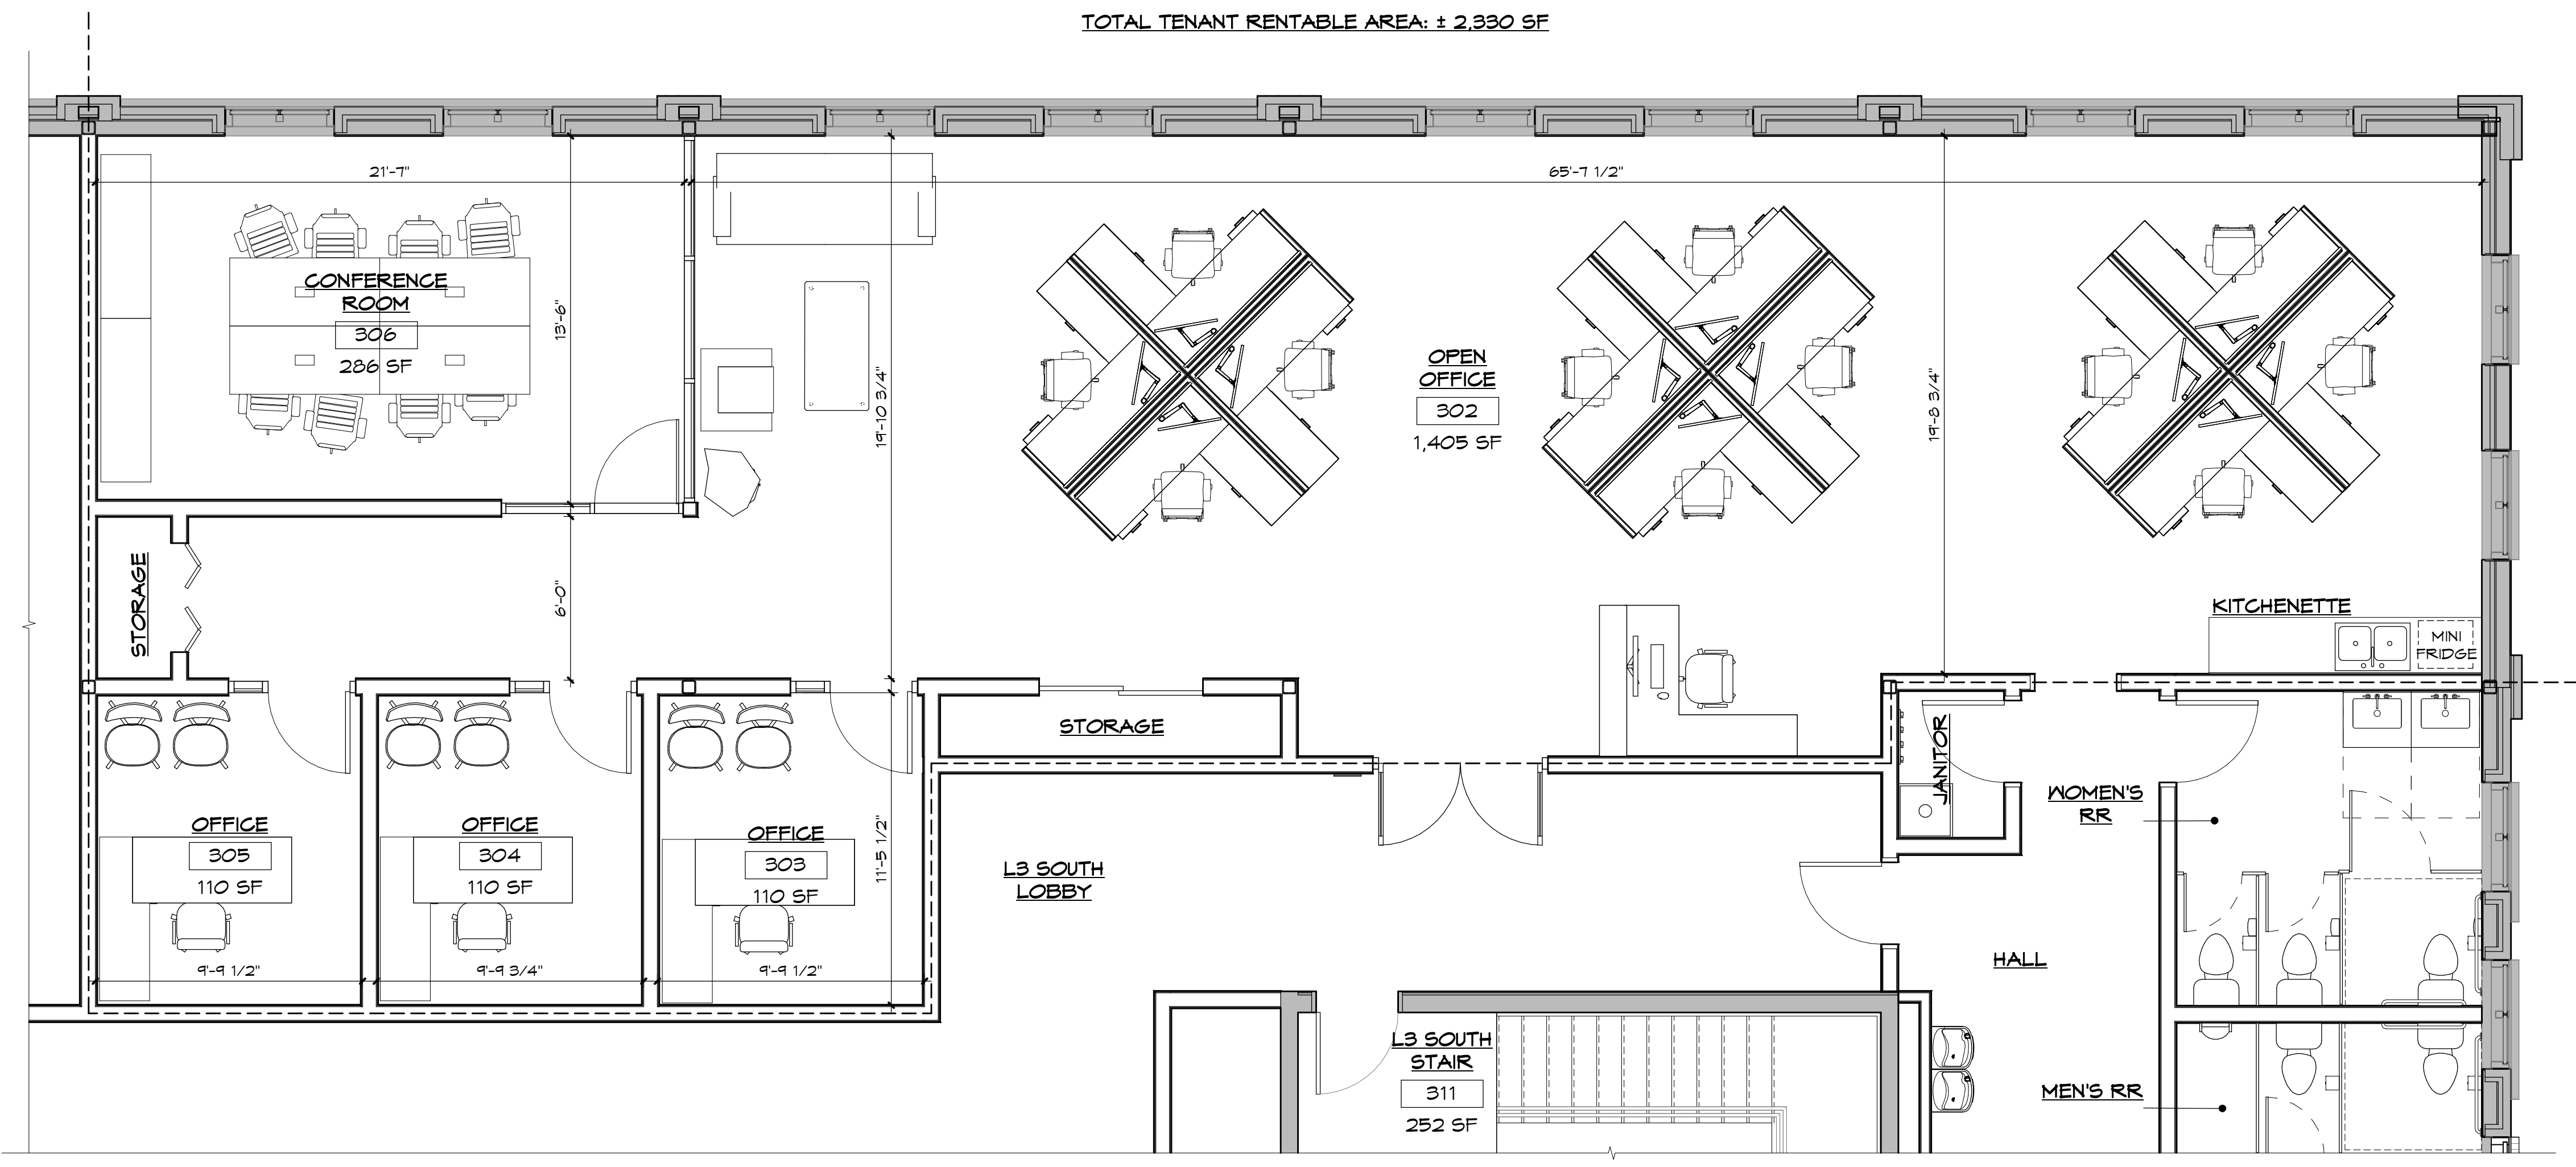 TOTAL TENANT RENTABLE AREA: ± 2,330 SF
21'-7"
65'-7 1/2"
CONFERENCE
ROOM
306
286 SF
13'-6"
19'-10 3/4"
OPEN
OFFICE
302
1,405 SF
19'-8 3/4"
STORAGE
6'-0"
KITCHENETTE
MINI
FRIDGE
STORAGE
JANITOR
WOMEN'S
RR
OFFICE
305
110 SF
OFFICE
304
110 SF
OFFICE
303
110 SF
11'-5 1/2"
L3 SOUTH
LOBBY
9'-9 1/2"
9'-9 3/4"
9'-9 1/2"
HALL
L3 SOUTH
STAIR
311
252 SF
MEN'S RR